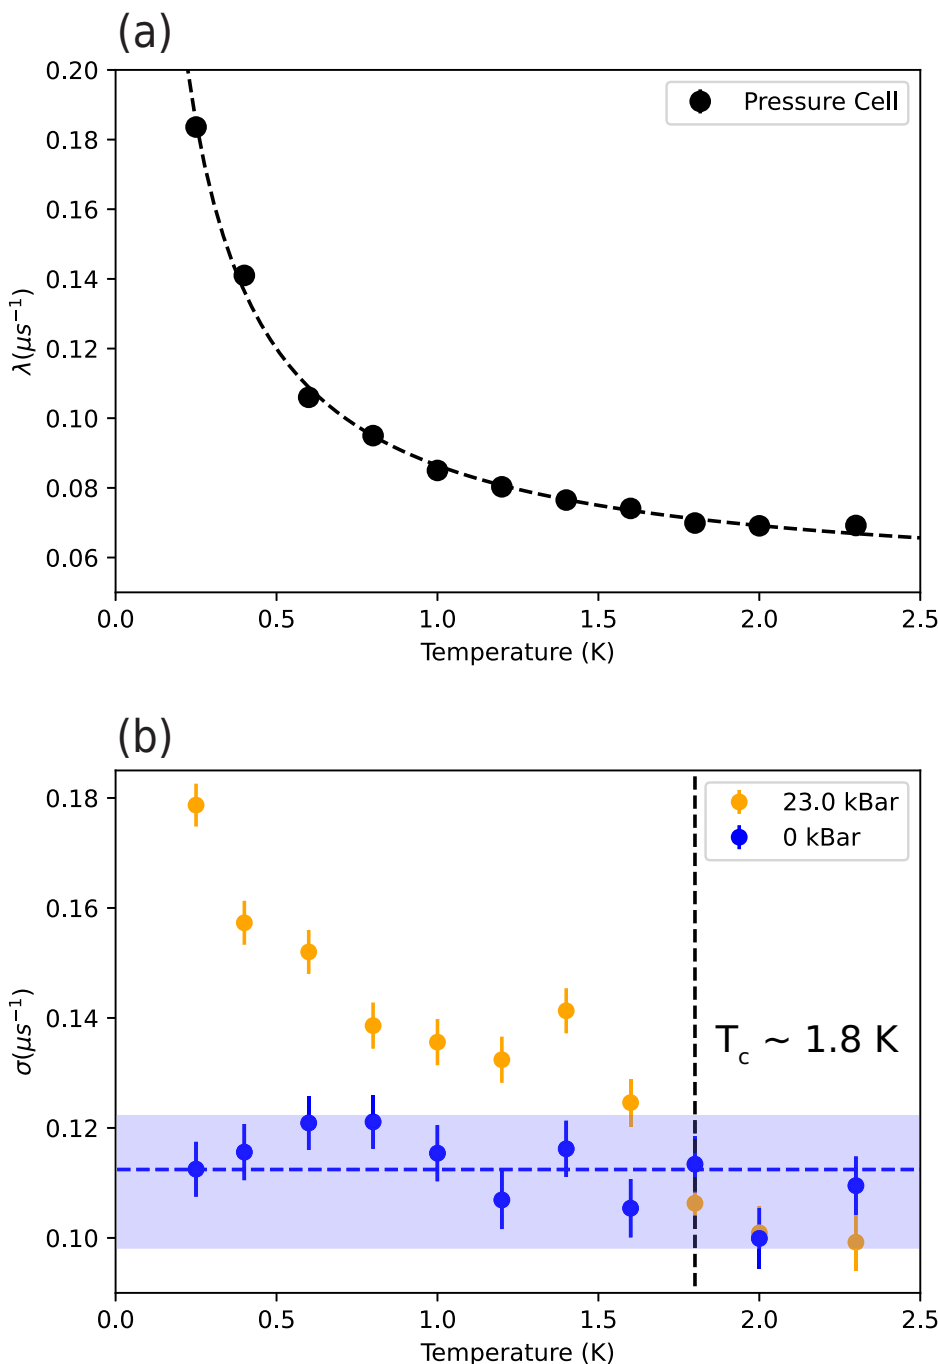 (a)
0.20
0.18
0.16
0.14
0.12
0.10
0.08
0.06
λ(μs⁻¹)
Pressure Cell
0.0 0.5 1.0 1.5 2.0 2.5
Temperature (K)
(b)
0.18
0.16
0.14
0.12
0.10
σ(μs⁻¹)
23.0 kBar
0 kBar
T_c ~ 1.8 K
0.0 0.5 1.0 1.5 2.0 2.5
Temperature (K)